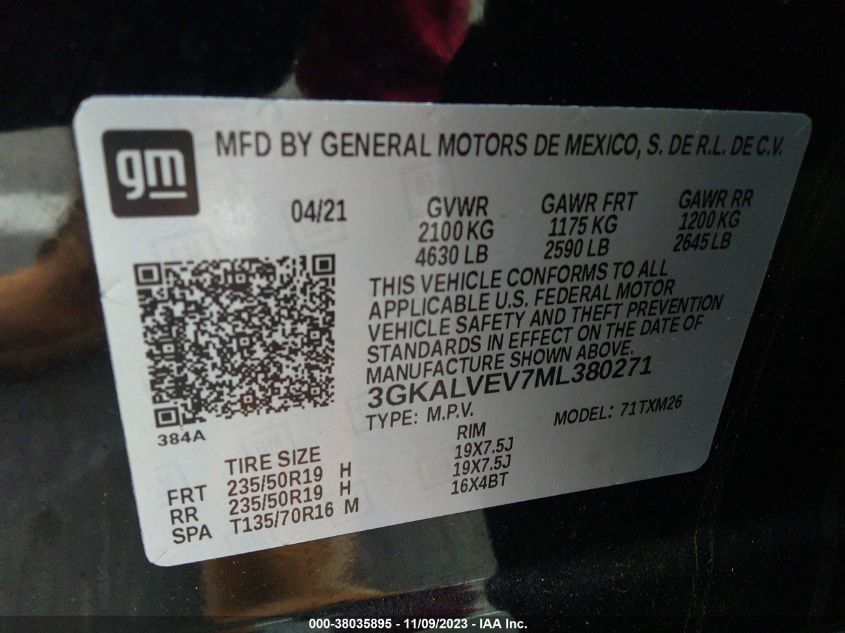 gm
MFD BY GENERAL MOTORS DE MEXICO, S. DE R.L. DE C.V.
04/21
GVWR
2100 KG
4630 LB
GAWR FRT
1175 KG
2590 LB
GAWR RR
1200 KG
2645 LB
THIS VEHICLE CONFORMS TO ALL
APPLICABLE U.S. FEDERAL MOTOR
VEHICLE SAFETY AND THEFT PREVENTION
STANDARDS IN EFFECT ON THE DATE OF
MANUFACTURE SHOWN ABOVE.
3GKALVEV7ML380271
TYPE: M.P.V. MODEL: 71TXM26
384A
TIRE SIZE RIM
FRT 235/50R19 H 19X7.5J
RR 235/50R19 H 19X7.5J
SPA T135/70R16 M 16X4BT
000-38035895 - 11/09/2023 - IAA Inc.